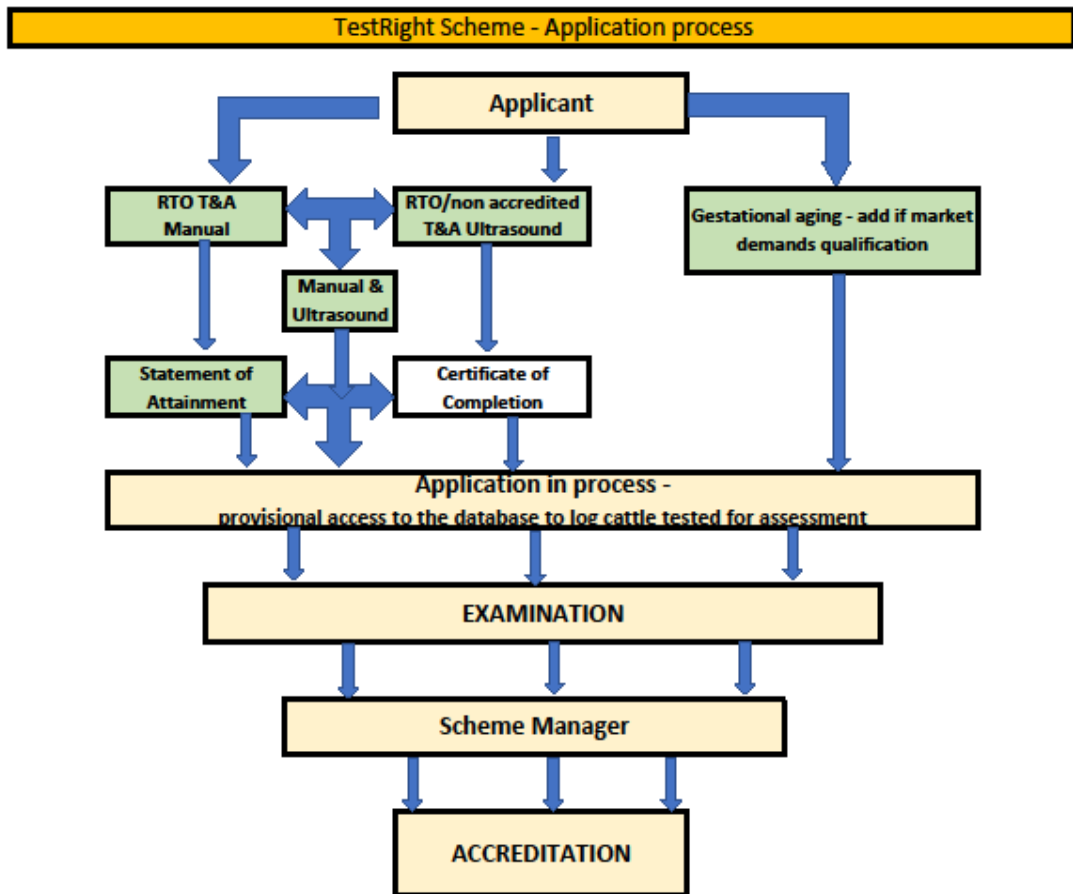 TestRight Scheme - Application process
Applicant
RTO T&A
Manual
RTO/non accredited
T&A Ultrasound
Gestational aging - add if market
demands qualification
Manual &
Ultrasound
Statement of
Attainment
Certificate of
Completion
Application in process -
provisional access to the database to log cattle tested for assessment
EXAMINATION
Scheme Manager
ACCREDITATION